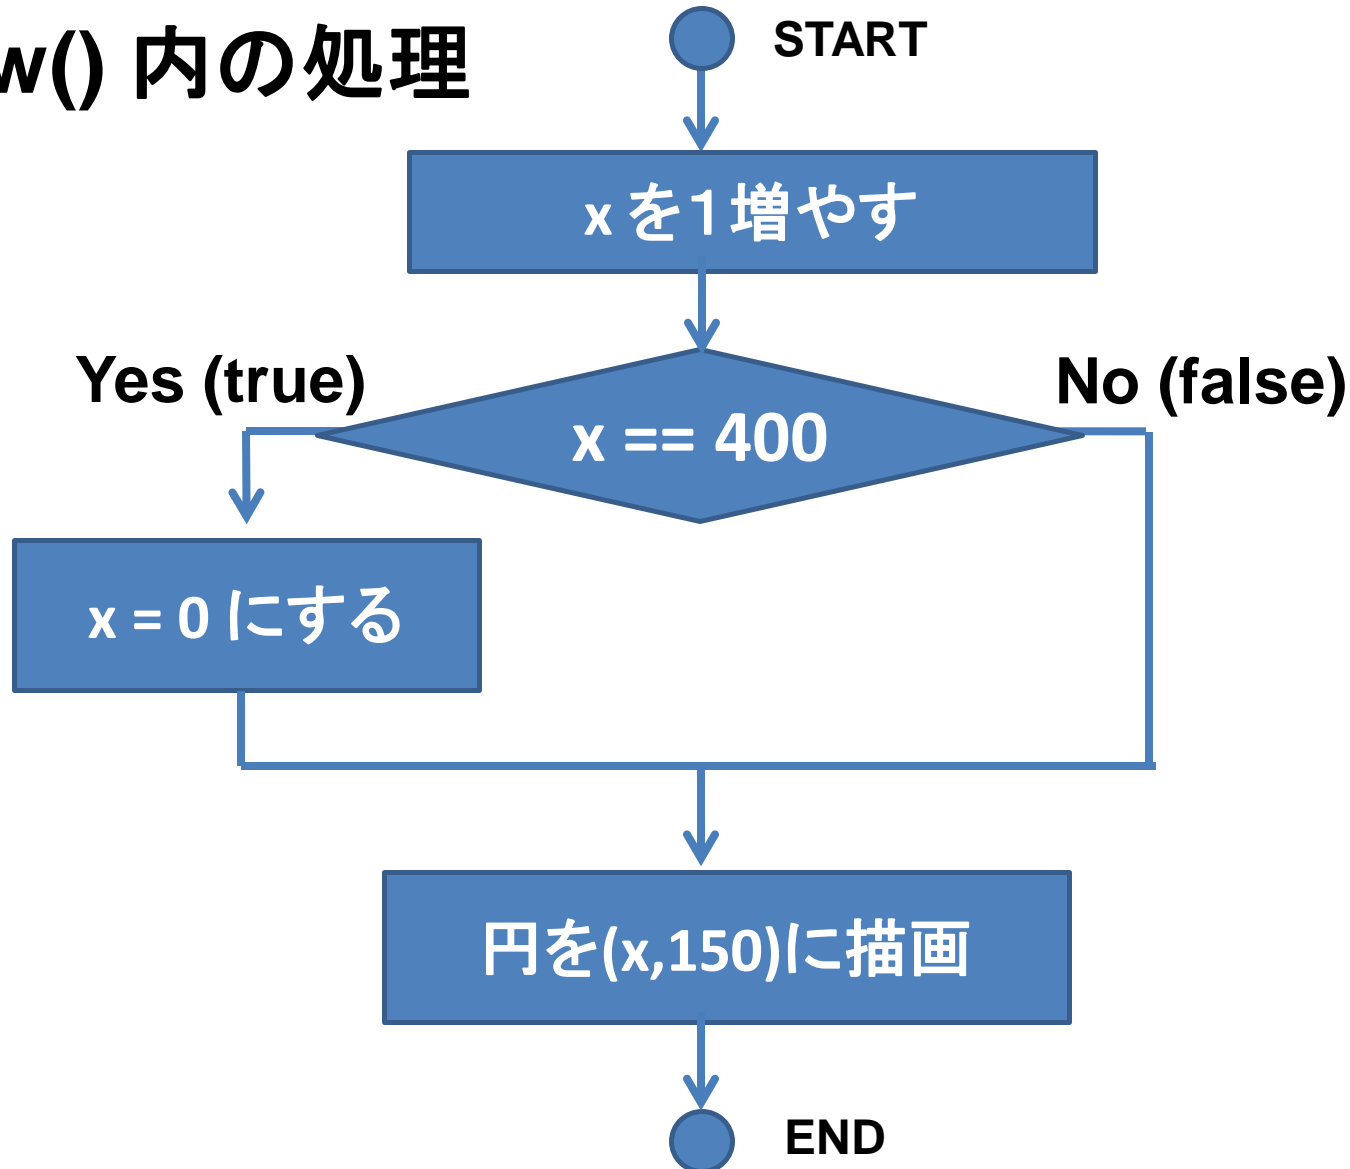 w() 内の処理
START
x を１増やす
Yes (true)
No (false)
x == 400
x = 0 にする
円を(x,150)に描画
END